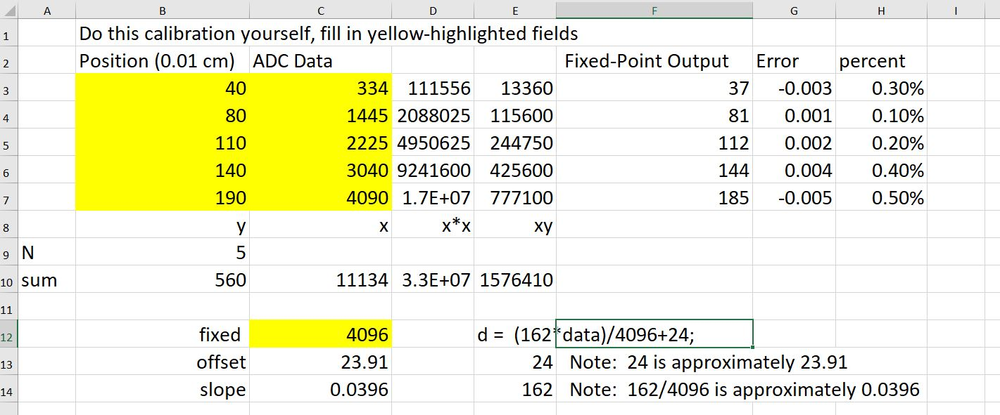 A B C D E F G H I
1 Do this calibration yourself, fill in yellow-highlighted fields
2 Position (0.01 cm) ADC Data Fixed-Point Output Error percent
3 40 334 111556 13360 37 -0.003 0.30%
4 80 1445 2088025 115600 81 0.001 0.10%
5 110 2225 4950625 244750 112 0.002 0.20%
6 140 3040 9241600 425600 144 0.004 0.40%
7 190 4090 1.7E+07 777100 185 -0.005 0.50%
8 y x x*x xy
9 N 5
10 sum 560 11134 3.3E+07 1576410
11
12 fixed 4096 d = (162*data)/4096+24;
13 offset 23.91 24 Note: 24 is approximately 23.91
14 slope 0.0396 162 Note: 162/4096 is approximately 0.0396